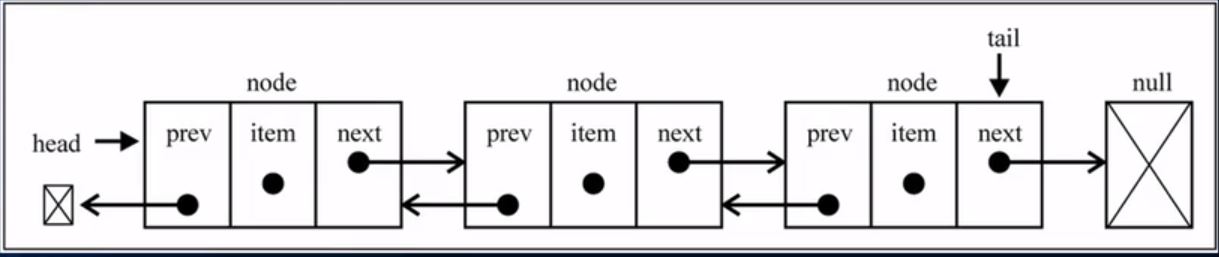 tail
node node node null
head prev item next prev item next prev item next